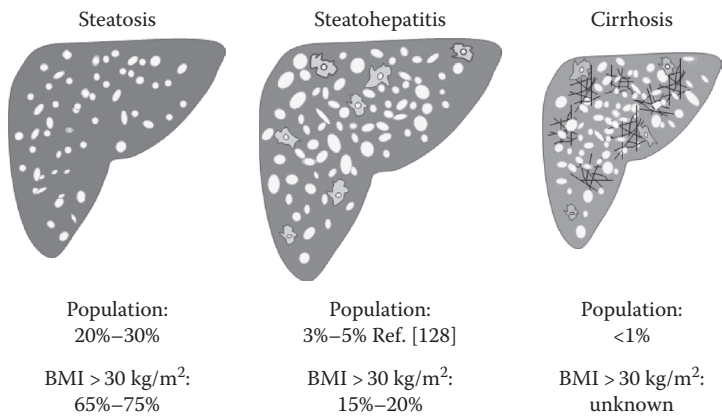 Steatosis
Steatohepatitis
Cirrhosis
Population:
20%–30%
BMI > 30 kg/m²:
65%–75%
Population:
3%–5% Ref. [128]
BMI > 30 kg/m²:
15%–20%
Population:
<1%
BMI > 30 kg/m²:
unknown